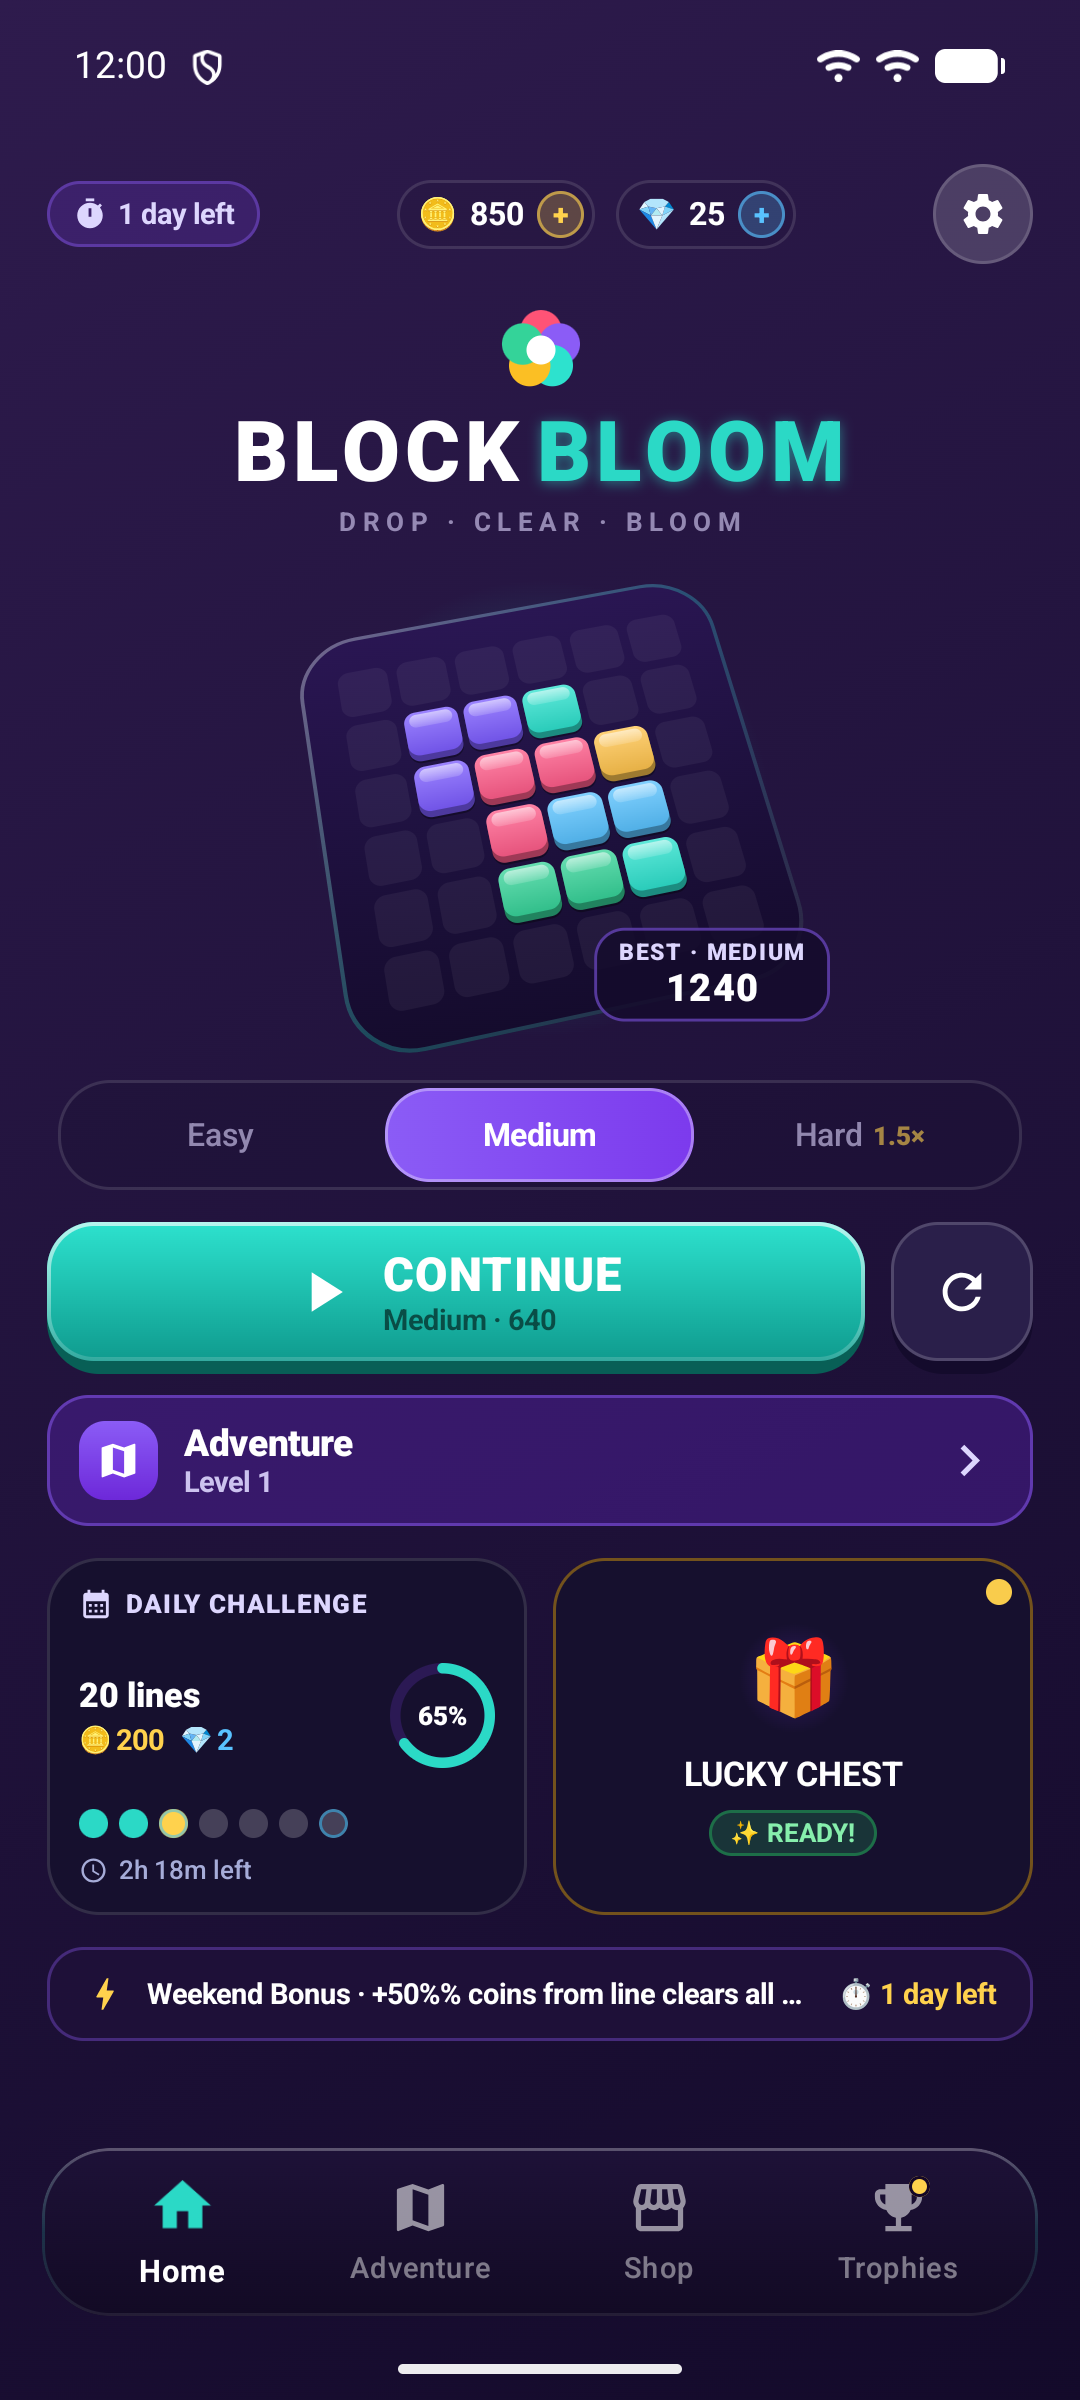 12:00
1 day left
850
25
BLOCK BLOOM
DROP · CLEAR · BLOOM
BEST · MEDIUM
1240
Easy
Medium
Hard 1.5×
CONTINUE
Medium · 640
Adventure
Level 1
DAILY CHALLENGE
20 lines
200 2
65%
2h 18m left
LUCKY CHEST
✨ READY!
Weekend Bonus · +50%% coins from line clears all ...
1 day left
Home
Adventure
Shop
Trophies